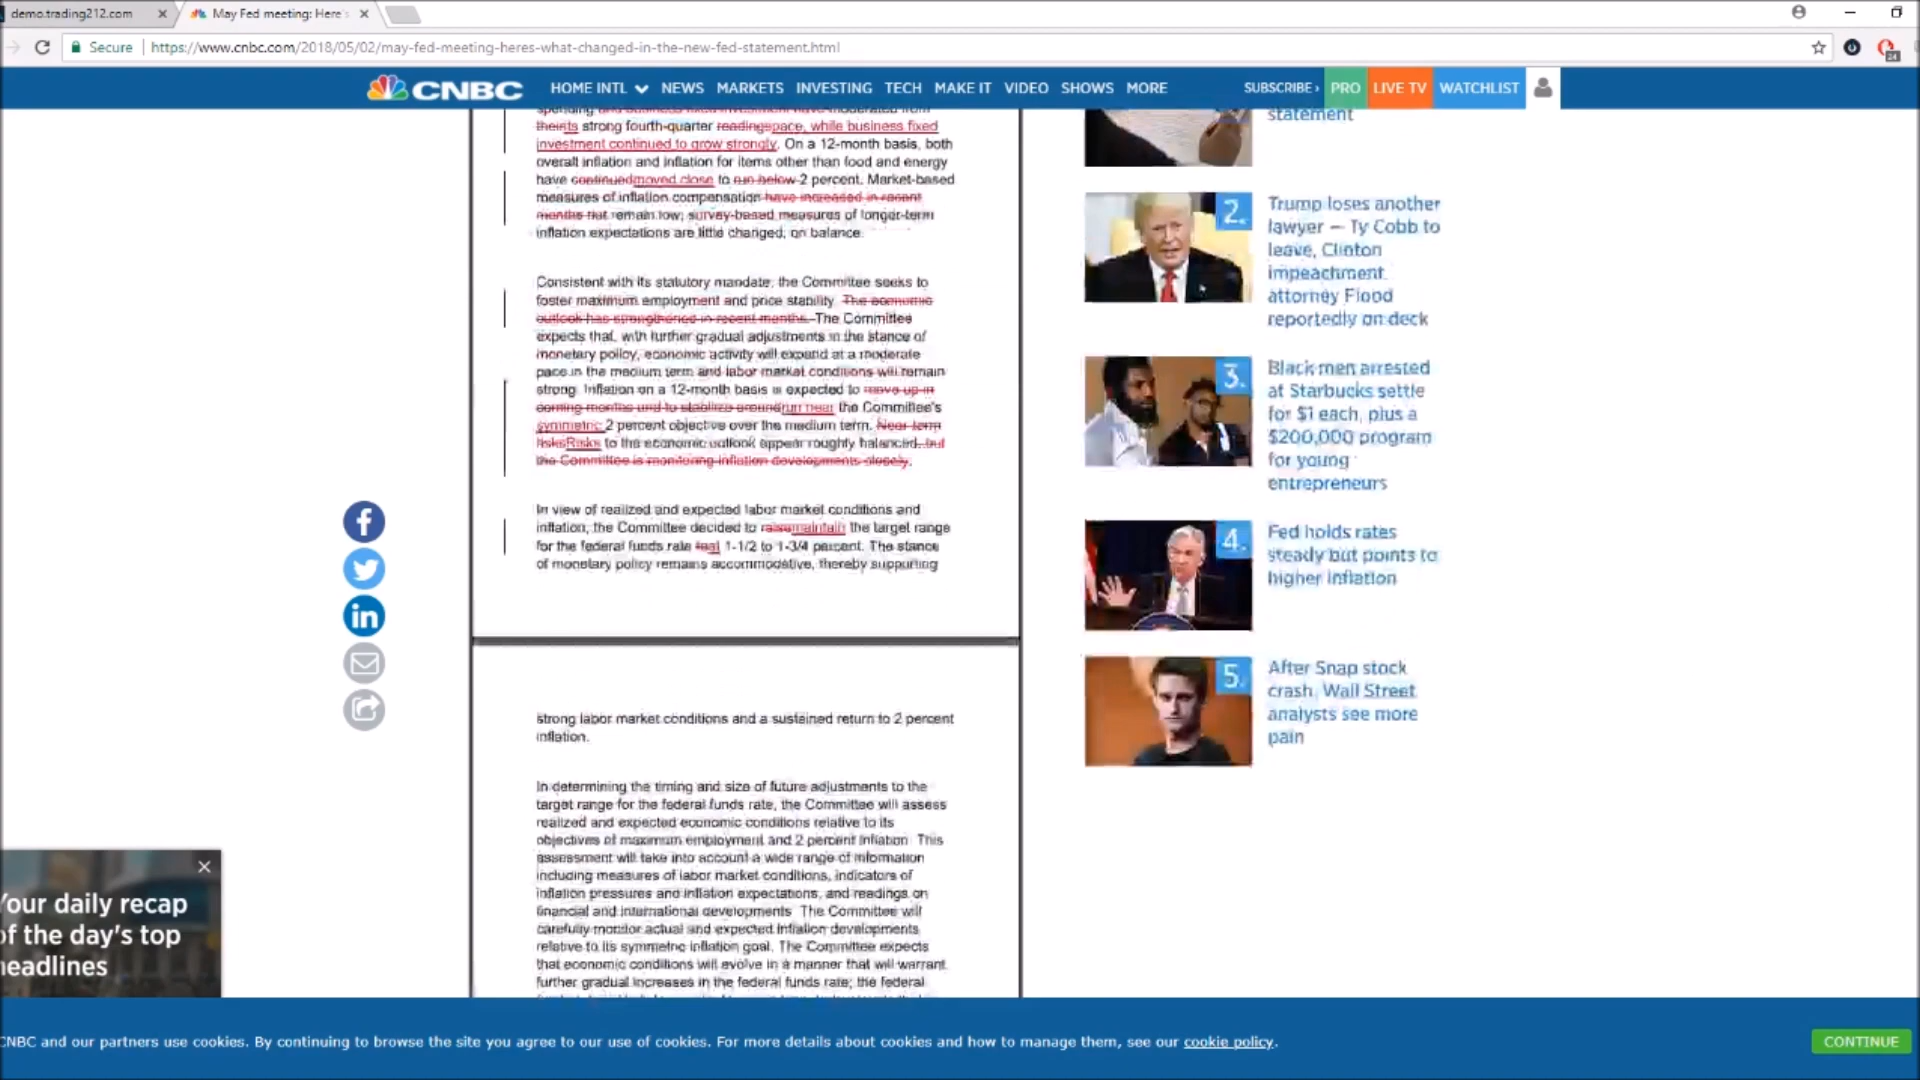 demo.trading212.com
May Fed meeting: Here's
Secure
https://www.cnbc.com/2018/05/02/may-fed-meeting-heres-what-changed-in-the-new-fed-statement.html
24
CNBC
HOME INTL
NEWS
MARKETS
INVESTING
TECH
MAKE IT
VIDEO
SHOWS
MORE
SUBSCRIBE ›
PRO
LIVE TV
WATCHLIST
spending and business fixed investment have moderated from
theirits strong fourth-quarter readingspace, while business fixed
investment continued to grow strongly. On a 12-month basis, both
overall inflation and inflation for items other than food and energy
have continuedmoved close to run below 2 percent. Market-based
measures of inflation compensation have increased in recent
months but remain low; survey-based measures of longer-term
inflation expectations are little changed, on balance.
Consistent with its statutory mandate, the Committee seeks to
foster maximum employment and price stability. The economic
outlook has strengthened in recent months. The Committee
expects that, with further gradual adjustments in the stance of
monetary policy, economic activity will expand at a moderate
pace in the medium term and labor market conditions will remain
strong. Inflation on a 12-month basis is expected to move up in
coming months and to stabilize aroundrun near the Committee's
symmetric 2 percent objective over the medium term. Near-term
risksRisks to the economic outlook appear roughly balanced, but
the Committee is monitoring inflation developments closely.
In view of realized and expected labor market conditions and
inflation, the Committee decided to raisemaintain the target range
for the federal funds rate toat 1-1/2 to 1-3/4 percent. The stance
of monetary policy remains accommodative, thereby supporting
strong labor market conditions and a sustained return to 2 percent
inflation.
In determining the timing and size of future adjustments to the
target range for the federal funds rate, the Committee will assess
realized and expected economic conditions relative to its
objectives of maximum employment and 2 percent inflation. This
assessment will take into account a wide range of information
including measures of labor market conditions, indicators of
inflation pressures and inflation expectations, and readings on
financial and international developments. The Committee will
carefully monitor actual and expected inflation developments
relative to its symmetric inflation goal. The Committee expects
that economic conditions will evolve in a manner that will warrant
further gradual increases in the federal funds rate; the federal
statement
2.
Trump loses another
lawyer — Ty Cobb to
leave, Clinton
impeachment
attorney Flood
reportedly on deck
3.
Black men arrested
at Starbucks settle
for $1 each, plus a
$200,000 program
for young
entrepreneurs
4.
Fed holds rates
steady but points to
higher inflation
5.
After Snap stock
crash, Wall Street
analysts see more
pain
Your daily recap
of the day's top
headlines
CNBC and our partners use cookies. By continuing to browse the site you agree to our use of cookies. For more details about cookies and how to manage them, see our cookie policy.
CONTINUE